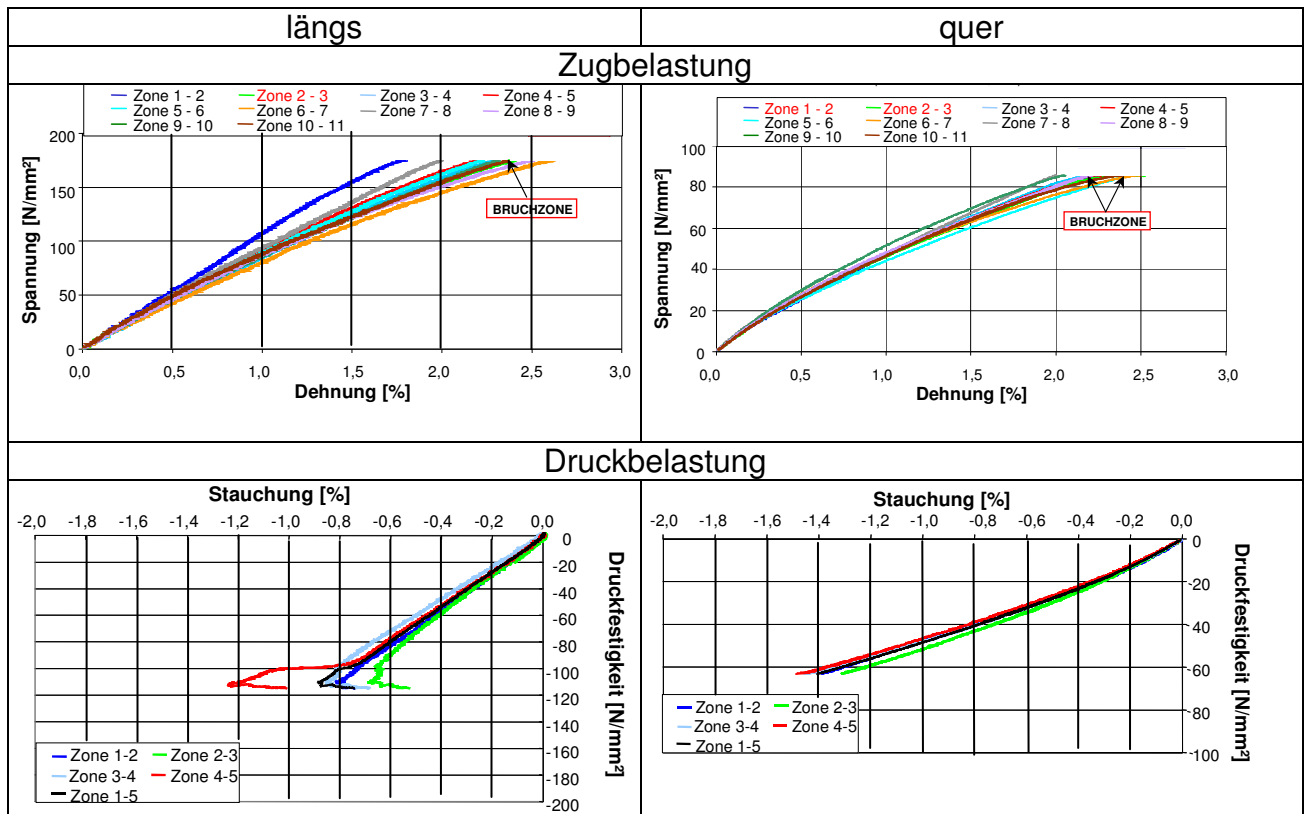 längs quer
Zugbelastung
Zone 1 - 2 Zone 2 - 3 Zone 3 - 4 Zone 4 - 5
Zone 5 - 6 Zone 6 - 7 Zone 7 - 8 Zone 8 - 9
Zone 9 - 10 Zone 10 - 11
200
150
100
50
0
Spannung [N/mm²]
BRUCHZONE
0,0 0,5 1,0 1,5 2,0 2,5 3,0
Dehnung [%]
Zone 1 - 2 Zone 2 - 3 Zone 3 - 4 Zone 4 - 5
Zone 5 - 6 Zone 6 - 7 Zone 7 - 8 Zone 8 - 9
Zone 9 - 10 Zone 10 - 11
100
80
60
40
20
0
Spannung [N/mm²]
BRUCHZONE
0,0 0,5 1,0 1,5 2,0 2,5 3,0
Dehnung [%]
Druckbelastung
Stauchung [%]
-2,0 -1,8 -1,6 -1,4 -1,2 -1,0 -0,8 -0,6 -0,4 -0,2 0,0
0
-20
-40
-60
-80
-100
-120
-140
-160
-180
-200
Druckfestigkeit [N/mm²]
Zone 1-2 Zone 2-3
Zone 3-4 Zone 4-5
Zone 1-5
Stauchung [%]
-2,0 -1,8 -1,6 -1,4 -1,2 -1,0 -0,8 -0,6 -0,4 -0,2 0,0
0
-20
-40
-60
-80
-100
Druckfestigkeit [N/mm²]
Zone 1-2 Zone 2-3
Zone 3-4 Zone 4-5
Zone 1-5